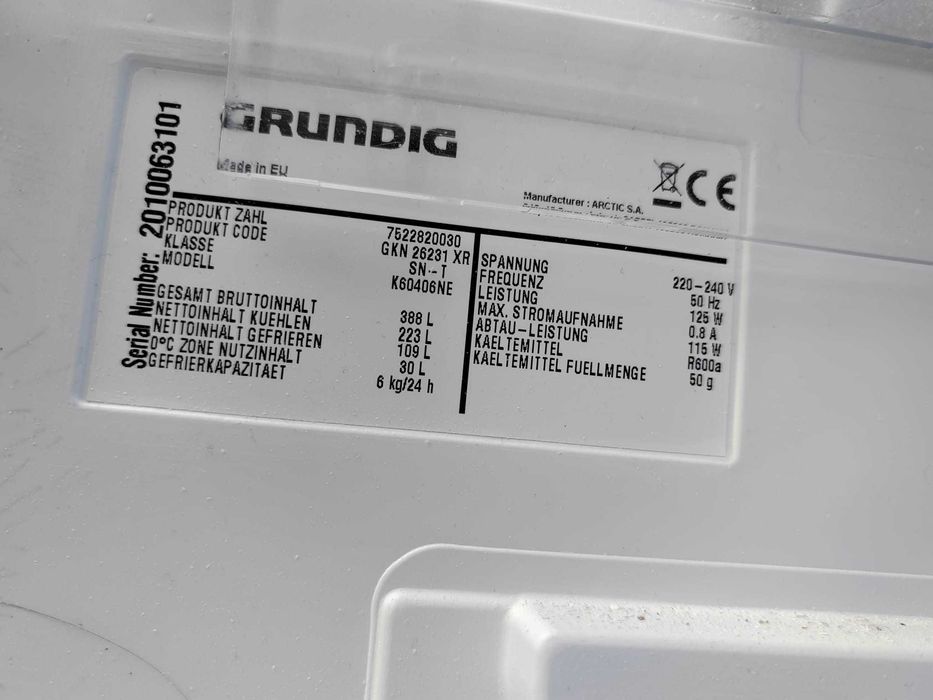 GRUNDIG
Made in EU
Manufacturer : ARCTIC S.A.
Serial Number: 2010063101
PRODUKT ZAHL 7522820030
PRODUKT CODE GKN 26231 XR
KLASSE SN--T
MODELL K60406NE
GESAMT BRUTTOINHALT 388 L
NETTOINHALT KUEHLEN 223 L
NETTOINHALT GEFRIEREN 109 L
0°C ZONE NUTZINHALT 30 L
GEFRIERKAPAZITAET 6 kg/24 h
SPANNUNG 220-240 V
FREQUENZ 50 Hz
LEISTUNG 125 W
MAX. STROMAUFNAHME 0.8 A
ABTAU-LEISTUNG 115 W
KAELTEMITTEL R600a
KAELTEMITTEL FUELLMENGE 50 g